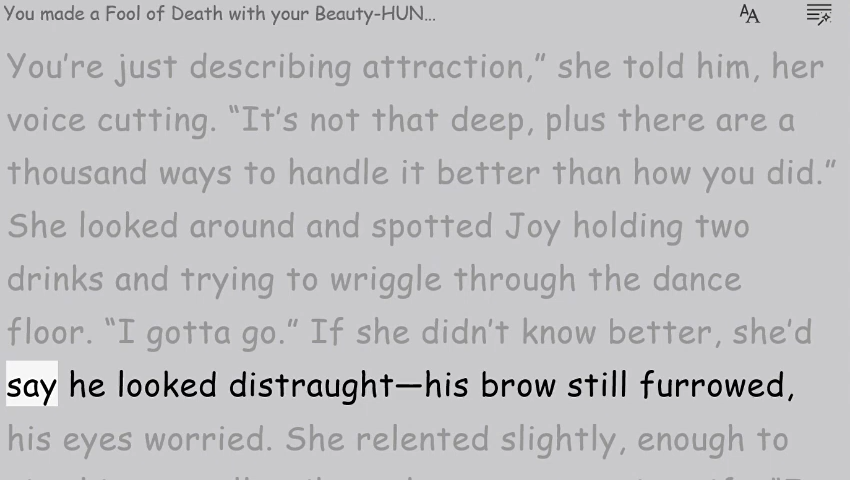 You made a Fool of Death with your Beauty-HUN...
You’re just describing attraction,” she told him, her
voice cutting. “It’s not that deep, plus there are a
thousand ways to handle it better than how you did.”
She looked around and spotted Joy holding two
drinks and trying to wriggle through the dance
floor. “I gotta go.” If she didn’t know better, she’d
say he looked distraught—his brow still furrowed,
his eyes worried. She relented slightly, enough to